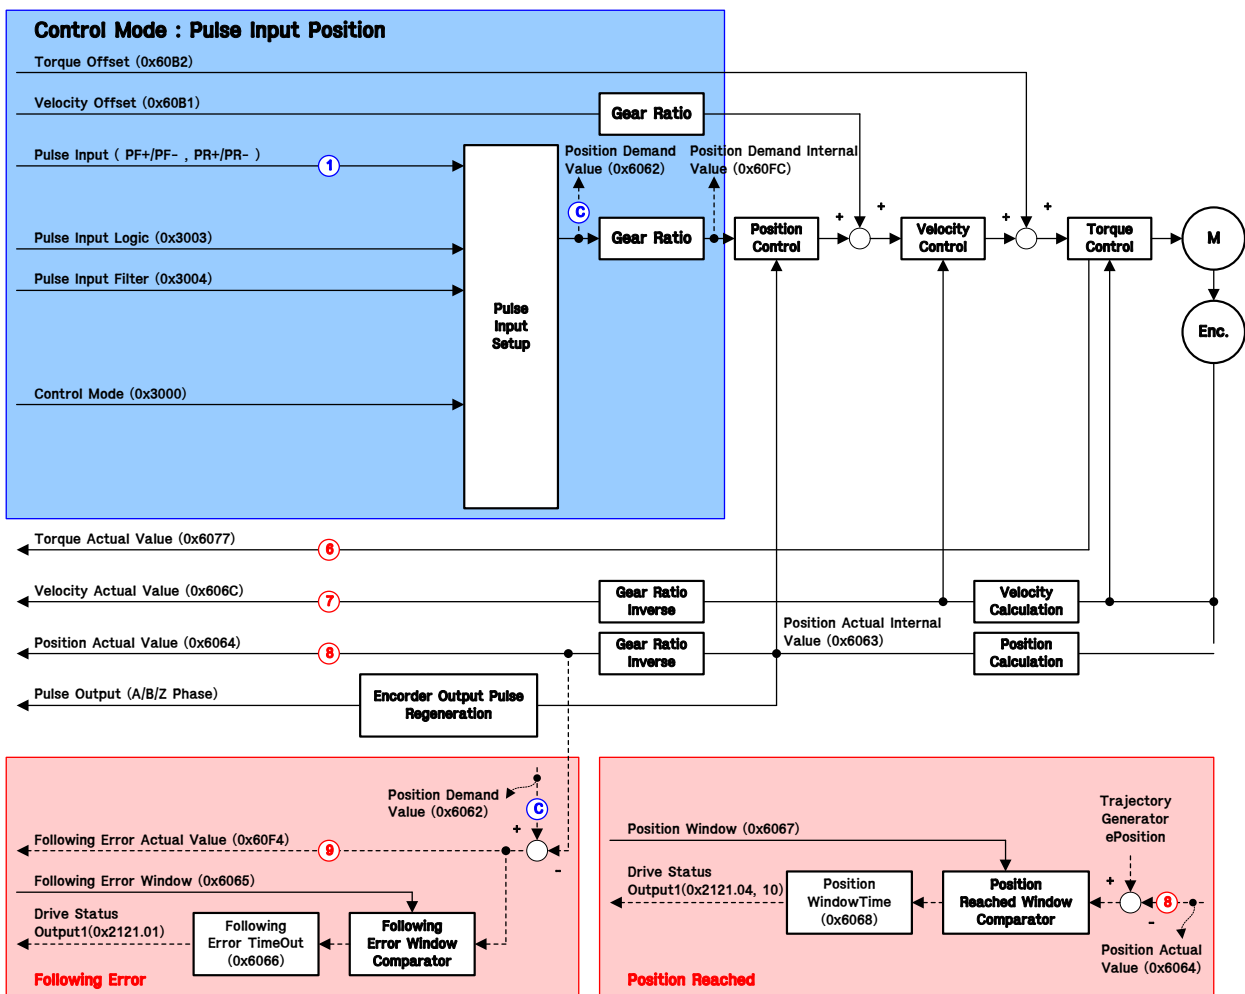 Control Mode : Pulse Input Position
Torque Offset (0x60B2)
Velocity Offset (0x60B1)
Gear Ratio
Pulse Input ( PF+/PF- , PR+/PR- )
1
Position Demand
Value (0x6062)
Position Demand Internal
Value (0x60FC)
C
+
+
+
+
Pulse Input Logic (0x3003)
Gear Ratio
Position
Control
Velocity
Control
Torque
Control
M
Pulse Input Filter (0x3004)
Pulse
Input
Setup
Enc.
Control Mode (0x3000)
Torque Actual Value (0x6077)
6
Velocity Actual Value (0x606C)
7
Gear Ratio
Inverse
Velocity
Calculation
Position Actual Internal
Value (0x6063)
Position Actual Value (0x6064)
8
Gear Ratio
Inverse
Position
Calculation
Pulse Output (A/B/Z Phase)
Encorder Output Pulse
Regeneration
Position Demand
Value (0x6062)
C
+
-
Following Error Actual Value (0x60F4)
9
Following Error Window (0x6065)
Drive Status
Output1(0x2121.01)
Following
Error TimeOut
(0x6066)
Following
Error Window
Comparator
Following Error
Trajectory
Generator
ePosition
Position Window (0x6067)
Drive Status
Output1(0x2121.04, 10)
Position
WindowTime
(0x6068)
Position
Reached Window
Comparator
+
8
-
Position Actual
Value (0x6064)
Position Reached